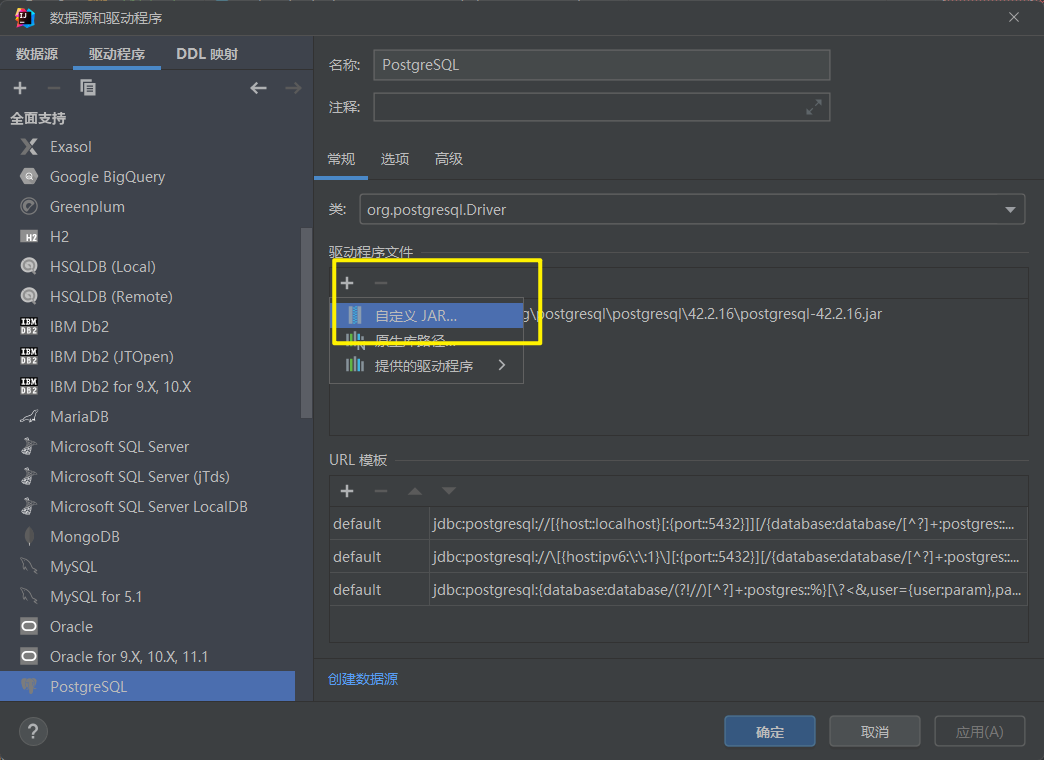 数据源和驱动程序
数据源 驱动程序 DDL 映射
全面支持
Exasol
Google BigQuery
Greenplum
H2
HSQLDB (Local)
HSQLDB (Remote)
IBM Db2
IBM Db2 (JTOpen)
IBM Db2 for 9.X, 10.X
MariaDB
Microsoft SQL Server
Microsoft SQL Server (jTds)
Microsoft SQL Server LocalDB
MongoDB
MySQL
MySQL for 5.1
Oracle
Oracle for 9.X, 10.X, 11.1
PostgreSQL
名称: PostgreSQL
注释:
常规 选项 高级
类: org.postgresql.Driver
驱动程序文件
自定义 JAR...
g\postgresql\postgresql\42.2.16\postgresql-42.2.16.jar
原生库路径...
提供的驱动程序
URL 模板
default jdbc:postgresql://[{host::localhost}[:{port::5432}]][/{database:database/[^?]+:postgres::...
default jdbc:postgresql://\[{host:ipv6:\:\:1}\][:{port::5432}][/{database:database/[^?]+:postgres::...
default jdbc:postgresql:{database:database/(?!//)[^?]+:postgres::%}[\?<&,user={user:param},pa...
创建数据源
? 确定 取消 应用(A)